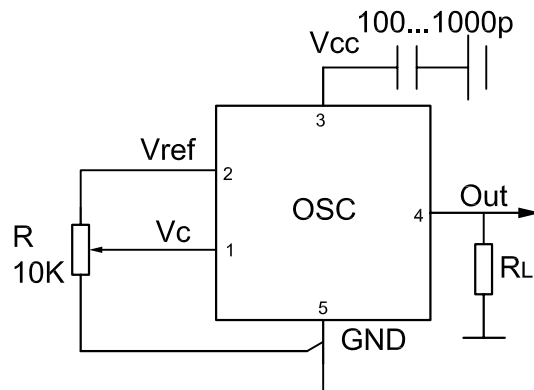 100...1000p
Vcc
3
Vref
2
OSC
Out
4
R
10K
Vc
1
RL
5
GND